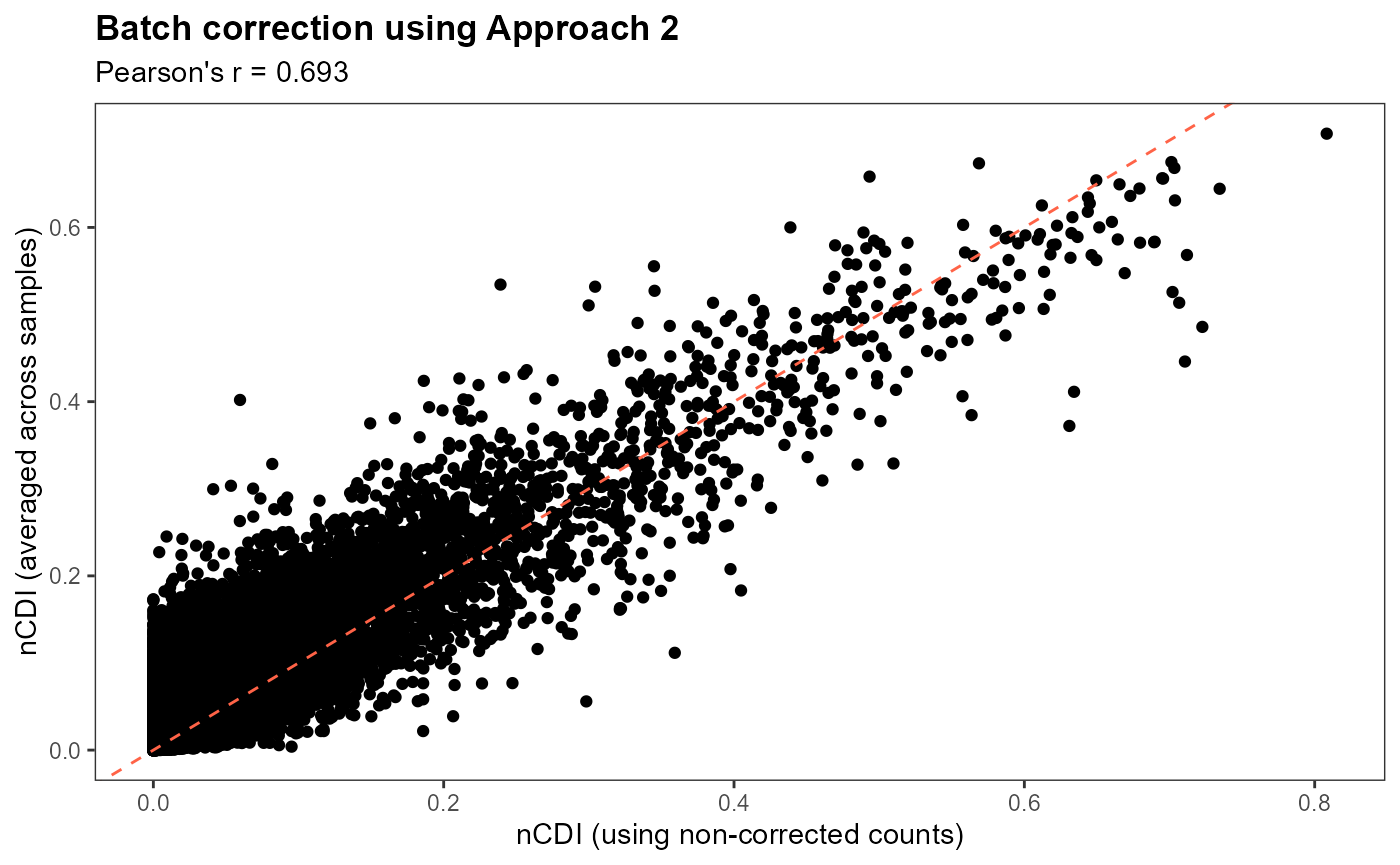 Batch correction using Approach 2
Pearson's r = 0.693
nCDI (averaged across samples)
0.6
0.4
0.2
0.0
0.0 0.2 0.4 0.6 0.8
nCDI (using non-corrected counts)